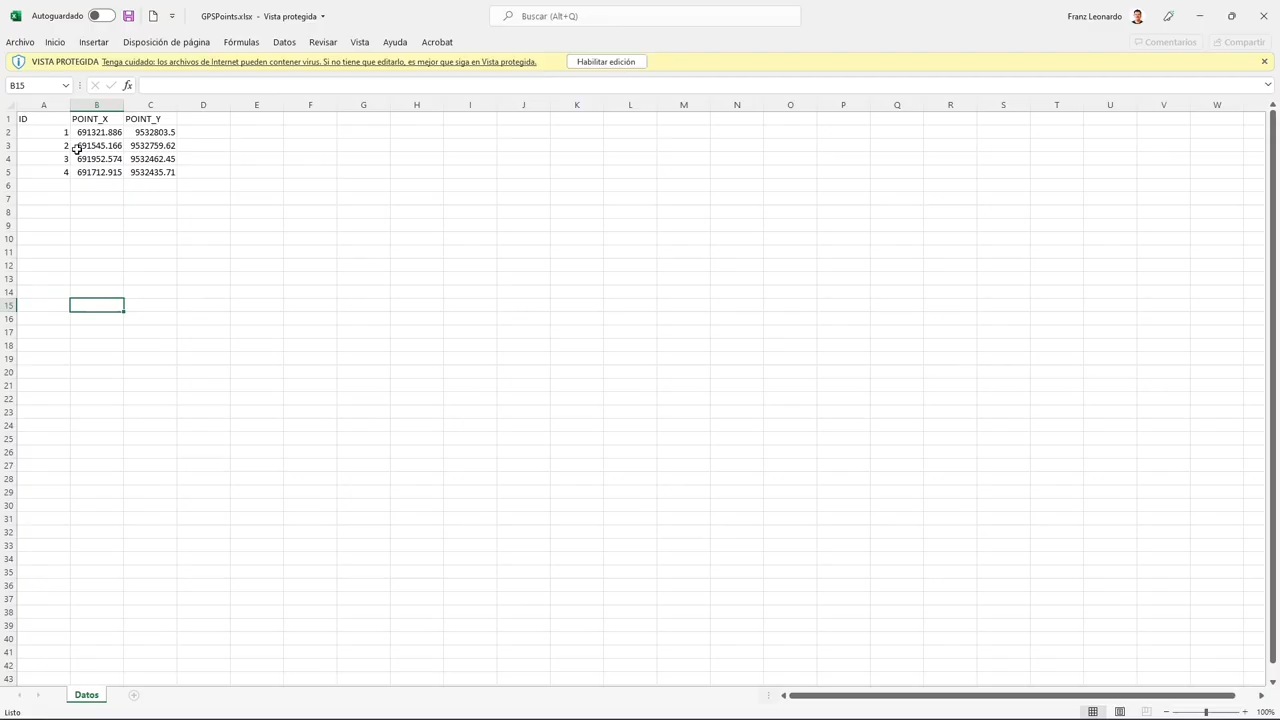 Autoguardado
GPSPoints.xlsx - Vista protegida
Buscar (Alt+Q)
Franz Leonardo
Archivo Inicio Insertar Disposición de página Fórmulas Datos Revisar Vista Ayuda Acrobat Comentarios Compartir
VISTA PROTEGIDA Tenga cuidado: los archivos de Internet pueden contener virus. Si no tiene que editarlo, es mejor que siga en Vista protegida. Habilitar edición
B15 fx
A B C D E F G H I J K L M N O P Q R S T U V W
1 ID POINT_X POINT_Y
2 1 691321.886 9532803.5
3 2 691545.166 9532759.62
4 3 691952.574 9532462.45
5 4 691712.915 9532435.71
6
7
8
9
10
11
12
13
14
15
16
17
18
19
20
21
22
23
24
25
26
27
28
29
30
31
32
33
34
35
36
37
38
39
40
41
42
43
Datos
Listo 100%